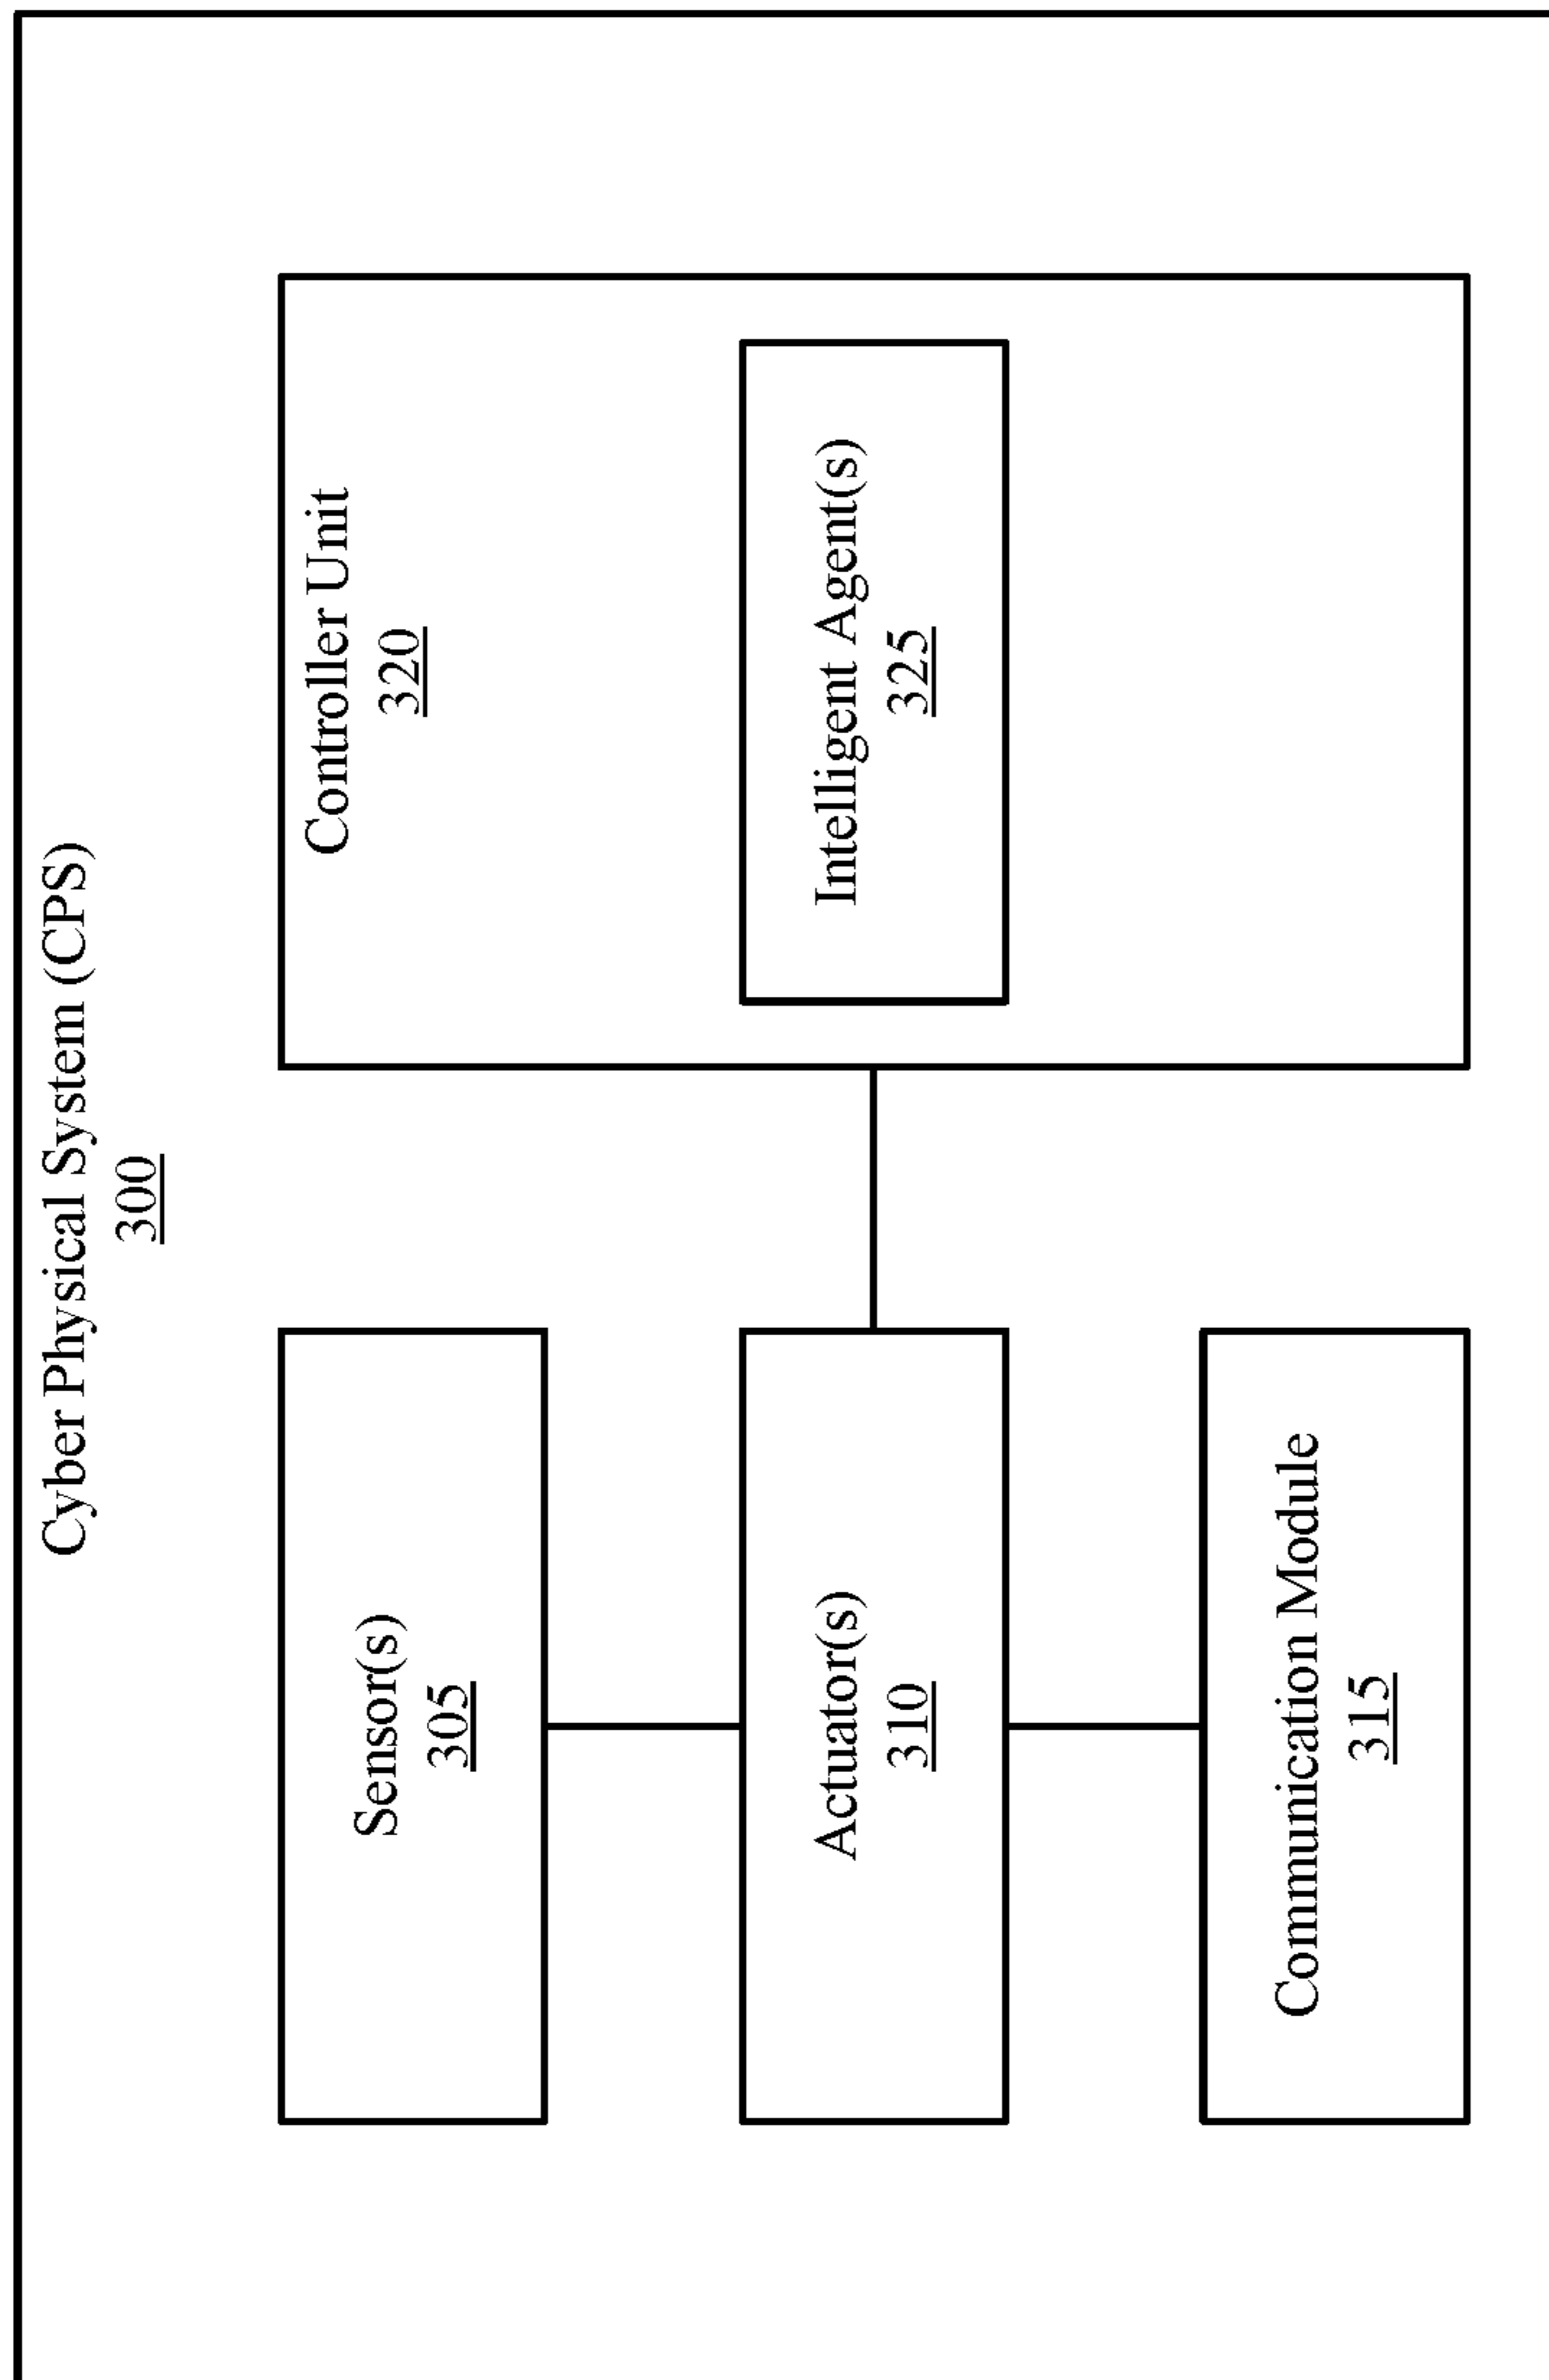 Cyber Physical System (CPS)
300
Sensor(s)
305
Actuator(s)
310
Communication Module
315
Controller Unit
320
Intelligent Agent(s)
325